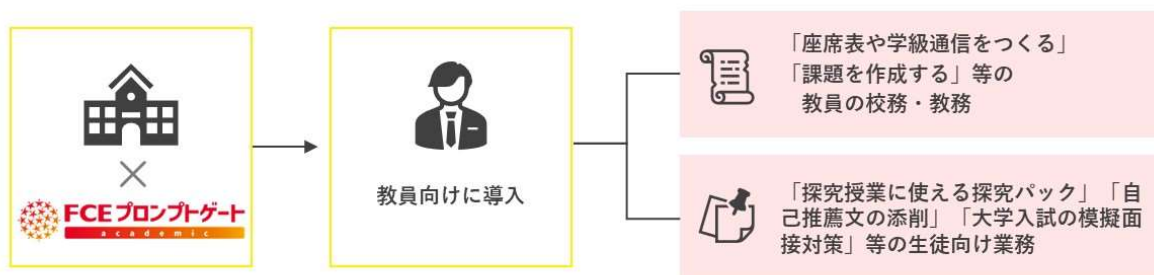 ×
FCEプロンプトゲート
academic
教員向けに導入
「座席表や学級通信をつくる」
「課題を作成する」等の
教員の校務・教務
「探究授業に使える探究パック」「自
己推薦文の添削」「大学入試の模擬面
接対策」等の生徒向け業務